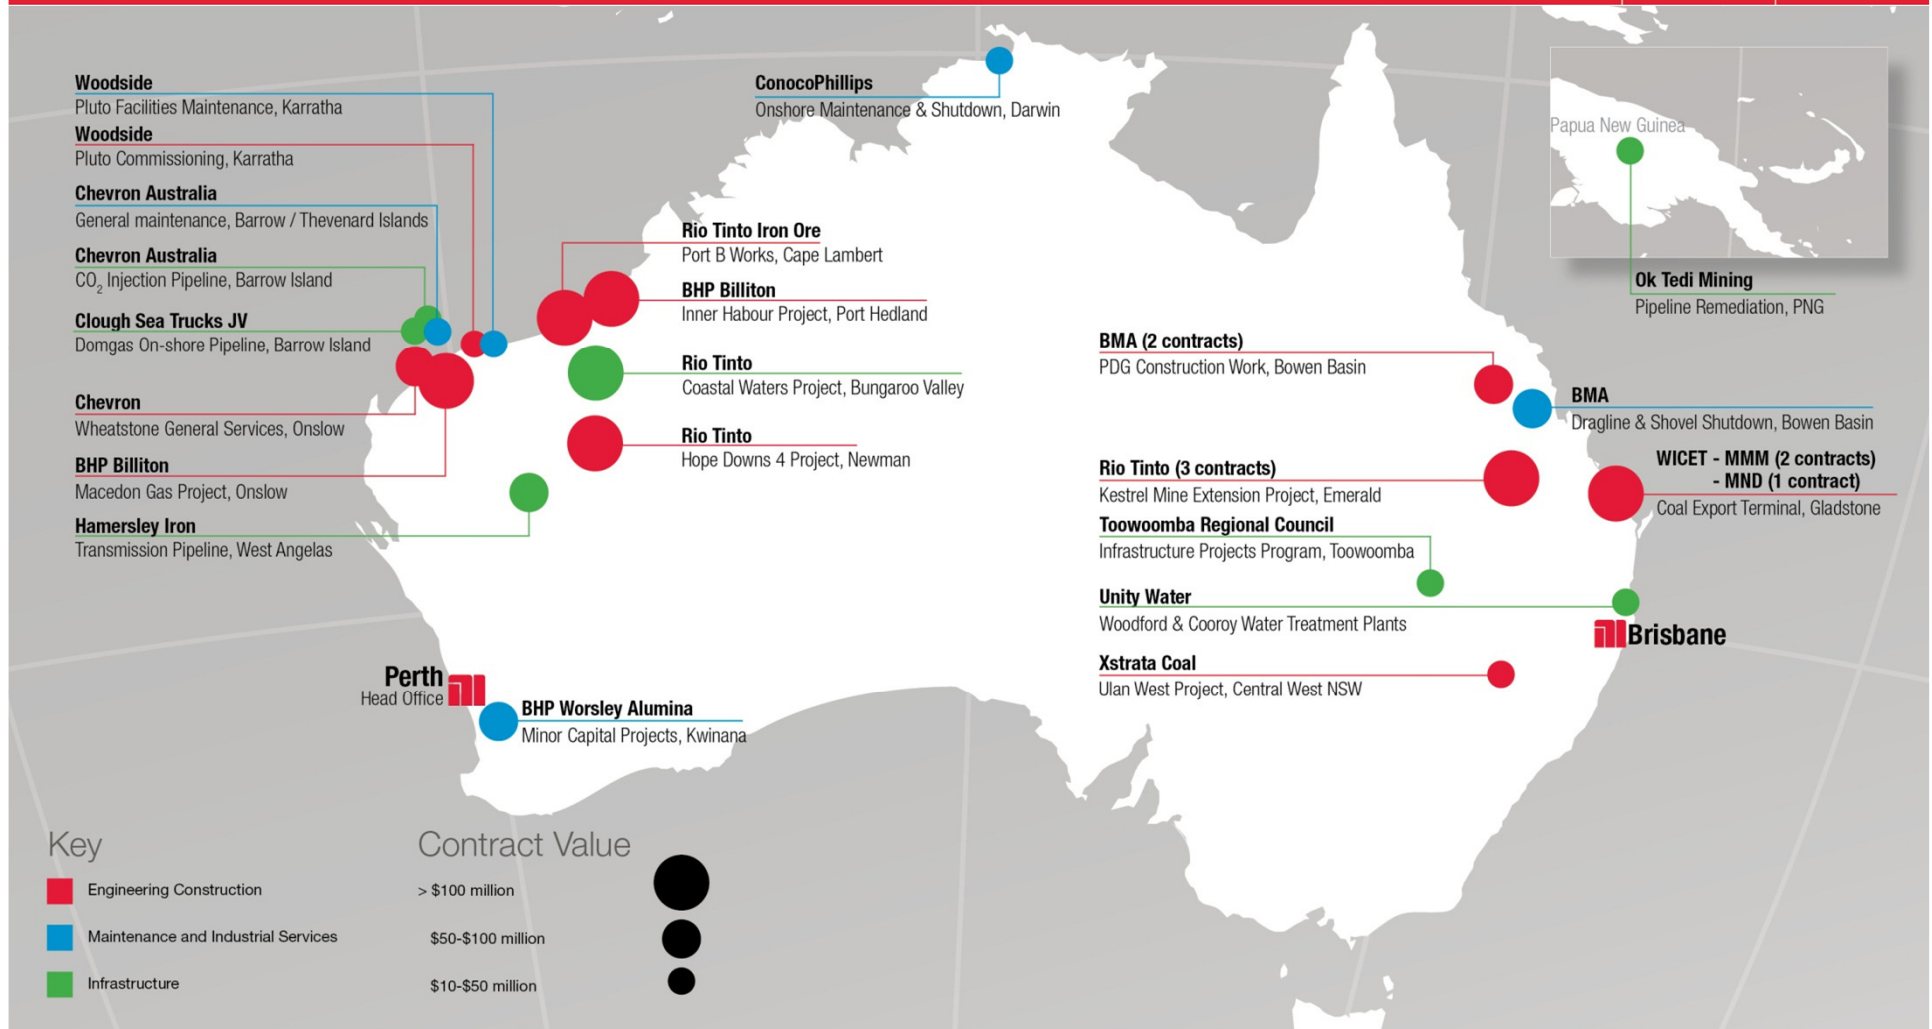 Woodside
Pluto Facilities Maintenance, Karratha
Woodside
Pluto Commissioning, Karratha
Chevron Australia
General maintenance, Barrow / Thevenard Islands
Chevron Australia
CO2 Injection Pipeline, Barrow Island
Clough Sea Trucks JV
Domgas On-shore Pipeline, Barrow Island
Chevron
Wheatstone General Services, Onslow
BHP Billiton
Macedon Gas Project, Onslow
Hamersley Iron
Transmission Pipeline, West Angelas
ConocoPhillips
Onshore Maintenance & Shutdown, Darwin
Rio Tinto Iron Ore
Port B Works, Cape Lambert
BHP Billiton
Inner Habour Project, Port Hedland
Rio Tinto
Coastal Waters Project, Bungaroo Valley
Rio Tinto
Hope Downs 4 Project, Newman
Papua New Guinea
Ok Tedi Mining
Pipeline Remediation, PNG
BMA (2 contracts)
PDG Construction Work, Bowen Basin
BMA
Dragline & Shovel Shutdown, Bowen Basin
Rio Tinto (3 contracts)
Kestrel Mine Extension Project, Emerald
WICET - MMM (2 contracts)
- MND (1 contract)
Coal Export Terminal, Gladstone
Toowoomba Regional Council
Infrastructure Projects Program, Toowoomba
Unity Water
Woodford & Cooroy Water Treatment Plants
Brisbane
Xstrata Coal
Ulan West Project, Central West NSW
Perth
Head Office
BHP Worsley Alumina
Minor Capital Projects, Kwinana
Key
Engineering Construction
Maintenance and Industrial Services
Infrastructure
Contract Value
> $100 million
$50-$100 million
$10-$50 million